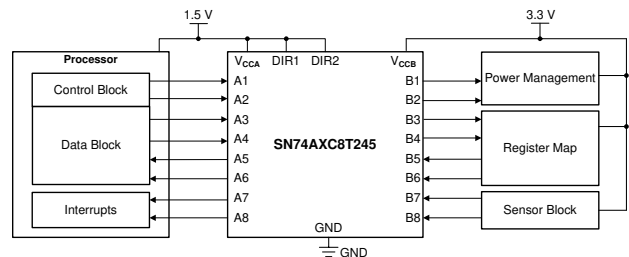 1.5 V
3.3 V
Processor
VCCA DIR1 DIR2 VCCB
Control Block
Data Block
Interrupts
A1
A2
A3
A4
A5
A6
A7
A8
SN74AXC8T245
GND
GND
B1
B2
B3
B4
B5
B6
B7
B8
Power Management
Register Map
Sensor Block